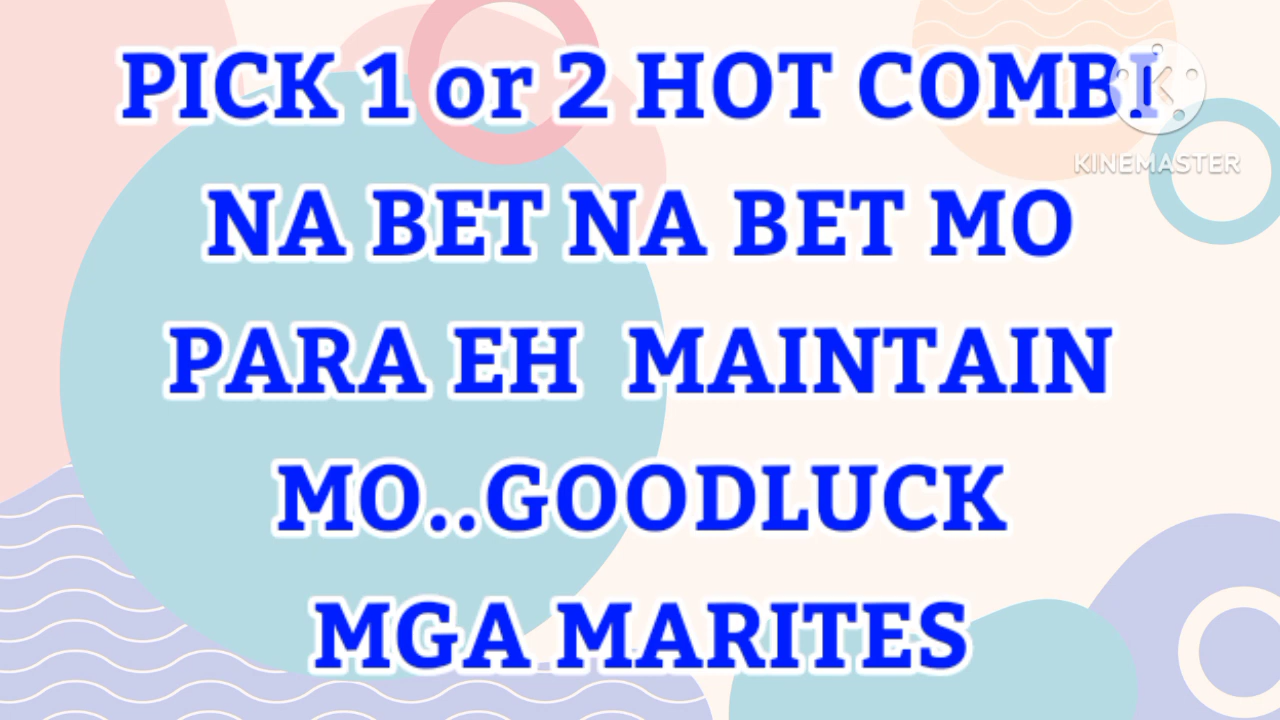 PICK 1 or 2 HOT COMBI
KINEMASTER
NA BET NA BET MO
PARA EH MAINTAIN
MO..GOODLUCK
MGA MARITES